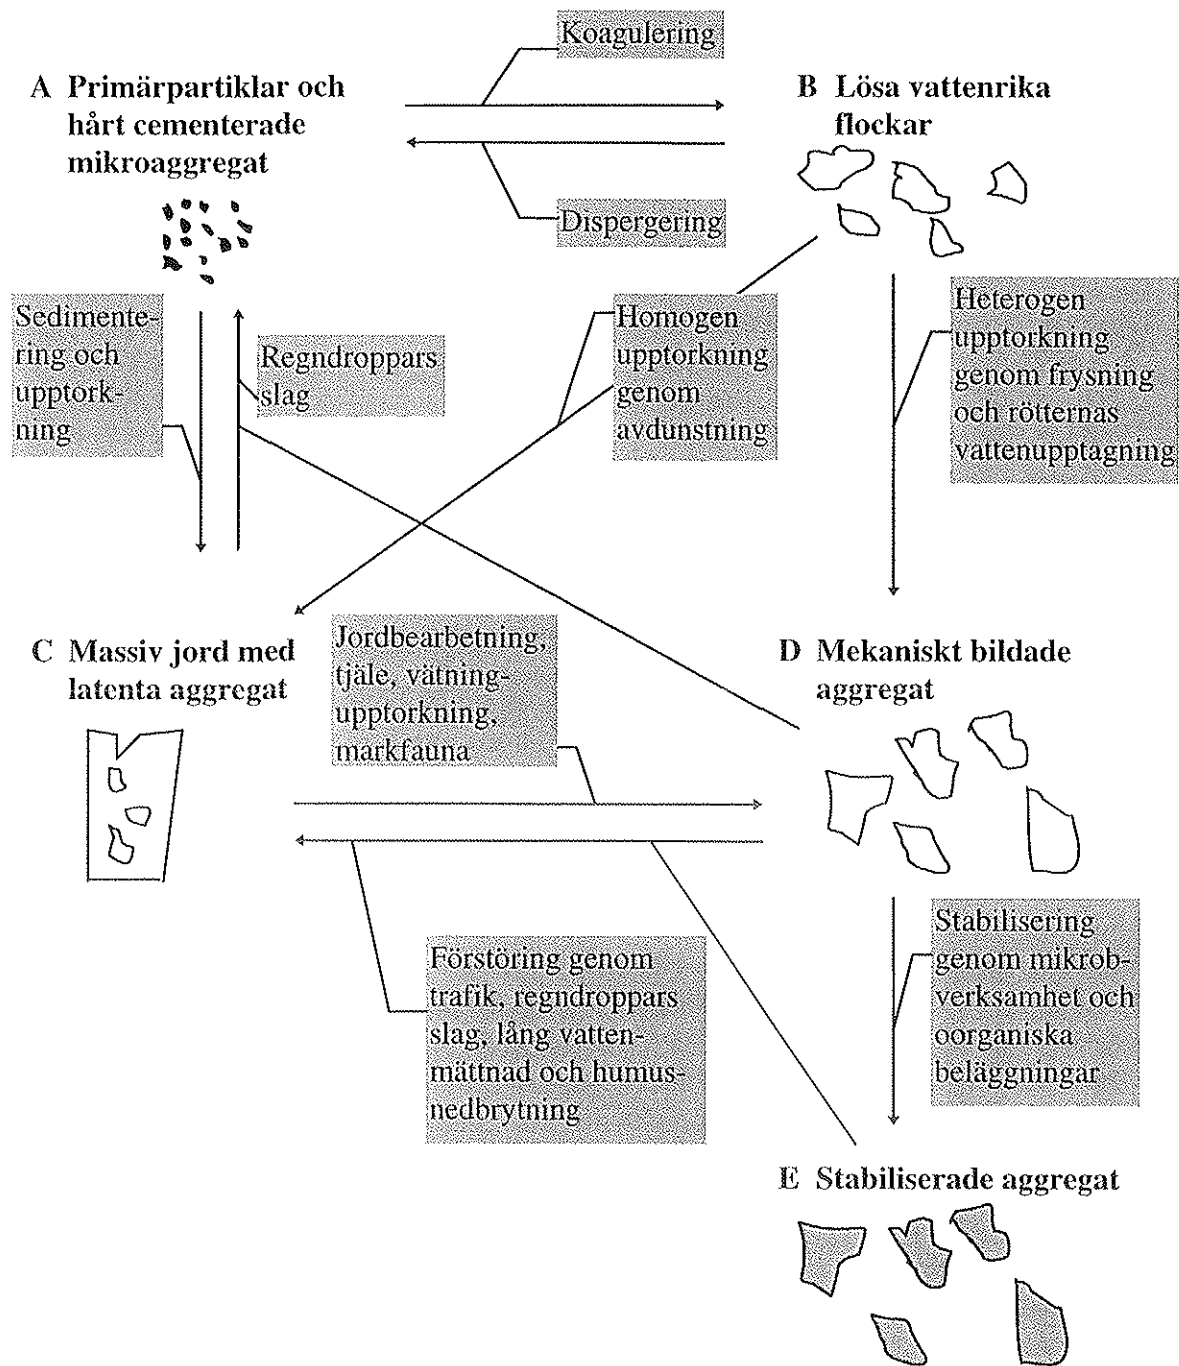 Koagulering
A Primärpartiklar och
hårt cementerade
mikroaggregat
B Lösa vattenrika
flockar
Dispergering
Sedimente-
ring och
upptork-
ning
Regndroppars
slag
Homogen
upptorkning
genom
avdunstning
Heterogen
upptorkning
genom frysning
och rötternas
vattenupptagning
C Massiv jord med
latenta aggregat
Jordbearbetning,
tjäle, vätning-
upptorkning,
markfauna
D Mekaniskt bildade
aggregat
Förstöring genom
trafik, regndroppars
slag, lång vatten-
mättnad och humus-
nedbrytning
Stabilisering
genom mikrob-
verksamhet och
oorganiska
beläggningar
E Stabiliserade aggregat